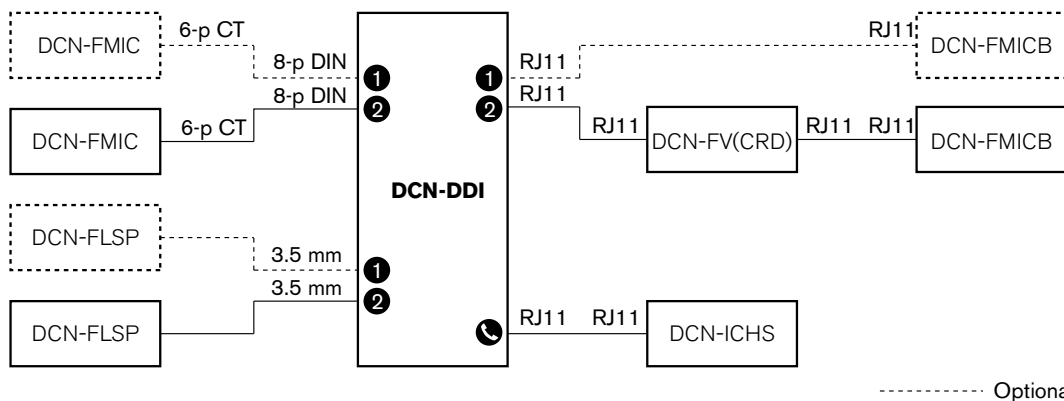 DCN-FMIC 6-p CT 8-p DIN 1 1 RJ11 RJ11 DCN-FMICB
8-p DIN 2 2 RJ11
DCN-FMIC 6-p CT RJ11 DCN-FV(CRD) RJ11 RJ11 DCN-FMICB
DCN-DDI
DCN-FLSP 3.5 mm 1
3.5 mm 2
DCN-FLSP RJ11 RJ11 DCN-ICHS
Optiona